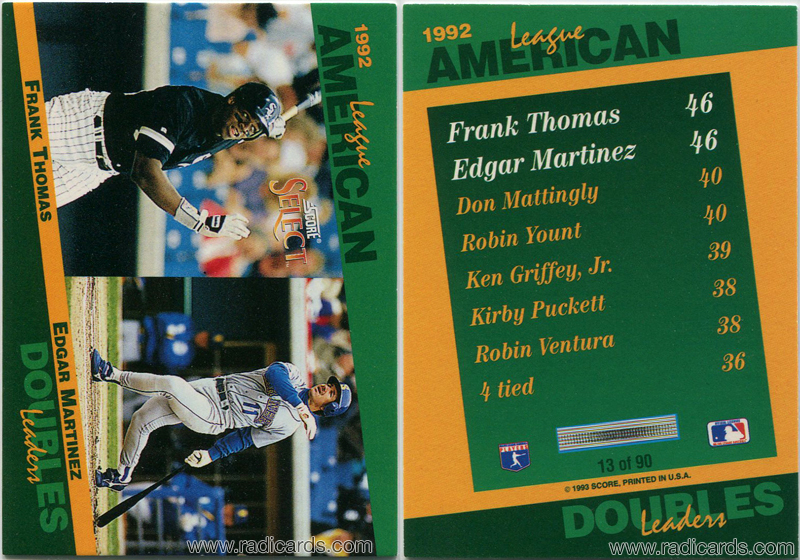 1992
League
AMERICAN
FRANK THOMAS
SCORE
SELECT
EDGAR MARTINEZ
DOUBLES
Leaders
www.radicards.com
1992
League
AMERICAN
Frank Thomas 46
Edgar Martinez 46
Don Mattingly 40
Robin Yount 40
Ken Griffey, Jr. 39
Kirby Puckett 38
Robin Ventura 38
4 tied 36
PLAYERS
13 of 90
© 1993 SCORE, PRINTED IN U.S.A.
DOUBLES
Leaders
www.radicards.com